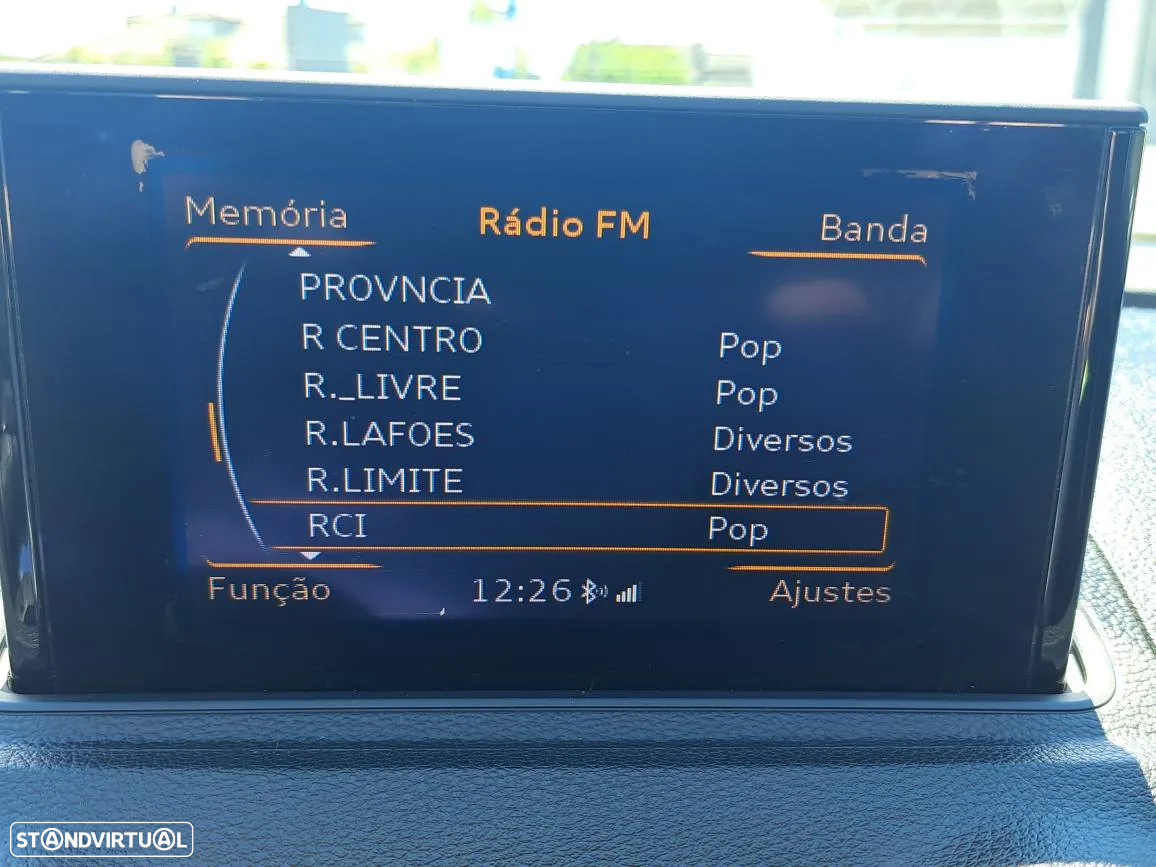 Memória Rádio FM Banda
PROVNCIA
R CENTRO Pop
R._LIVRE Pop
R.LAFOES Diversos
R.LIMITE Diversos
RCI Pop
Função 12:26 Ajustes
STANDVIRTUAL